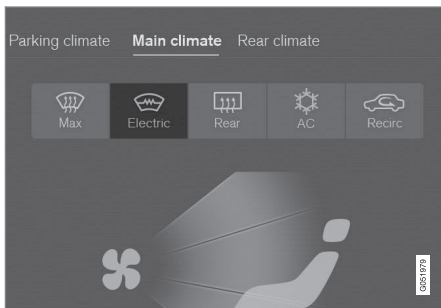 Parking climate Main climate Rear climate
Max Electric Rear AC Recirc
G051979